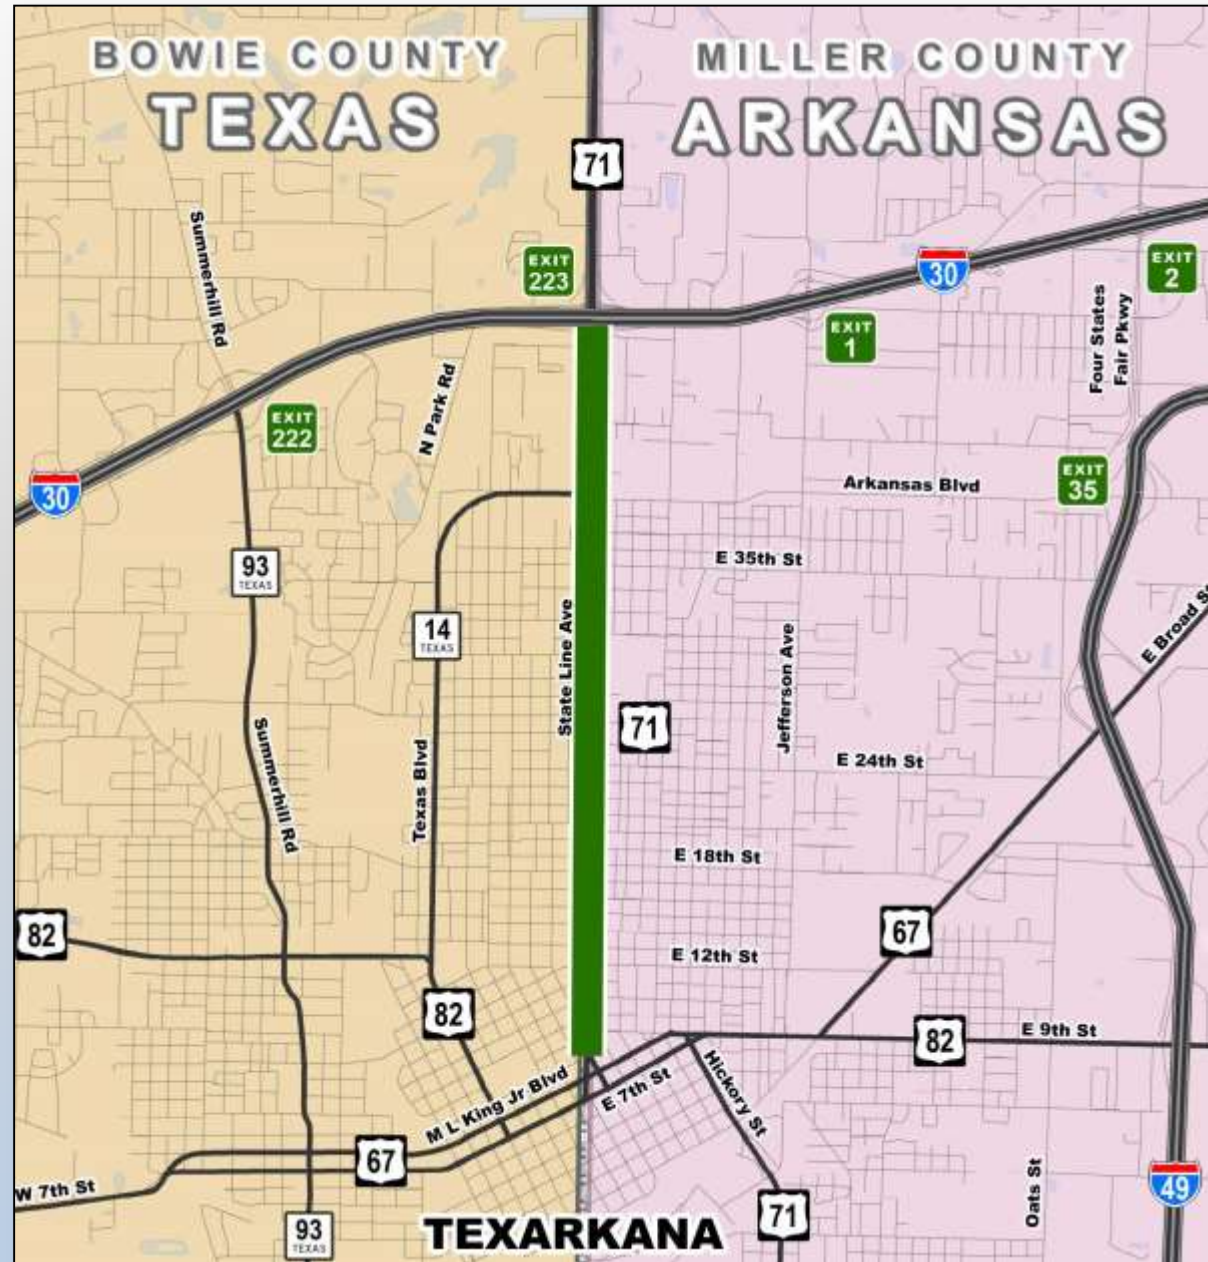 BOWIE COUNTY
TEXAS
MILLER COUNTY
ARKANSAS
71
Summerhill Rd
EXIT
223
30
EXIT
2
EXIT
1
Four States
Fair Pkwy
N Park Rd
EXIT
222
30
Arkansas Blvd
EXIT
35
E 35th St
93
TEXAS
14
TEXAS
State Line Ave
Jefferson Ave
E Broad S
71
Summerhill Rd
Texas Blvd
E 24th St
E 18th St
82
67
E 12th St
82
82
E 9th St
M L King Jr Blvd
E 7th St
Hickory St
67
W 7th St
Oats St
49
93
TEXAS
TEXARKANA
71